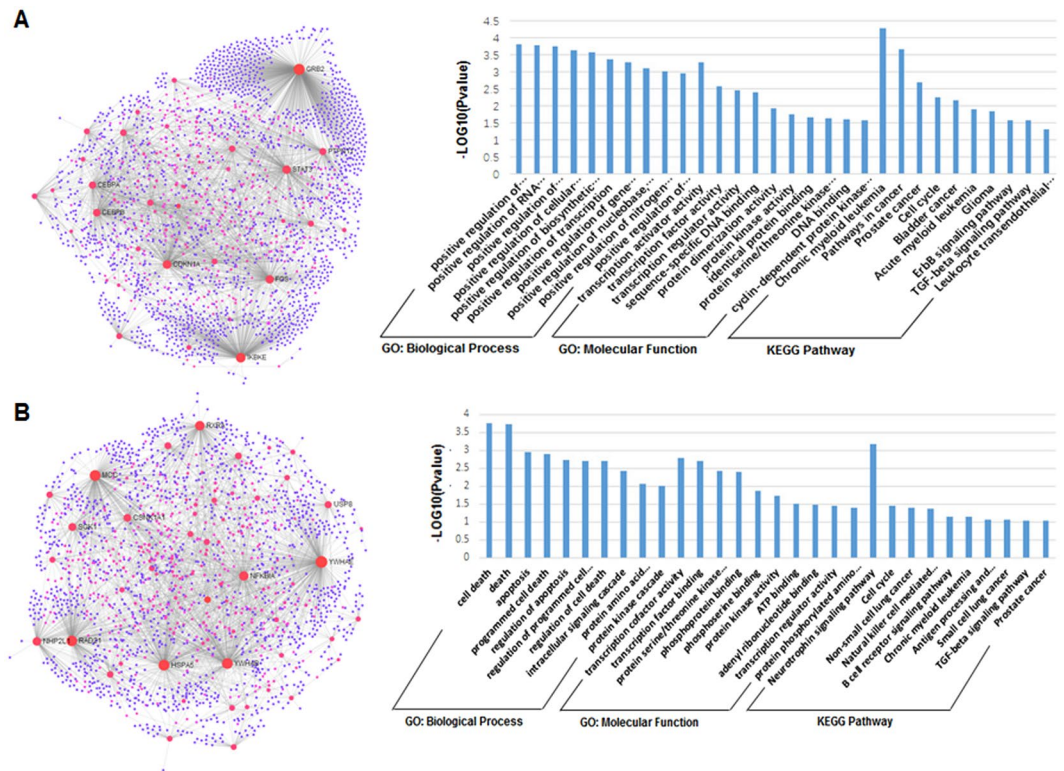 A
GRB2
STAT3
CEBPA
CEBPB
CDKN1A
FOS
IKBKE
-LOG10(Pvalue)
4.5
4
3.5
3
2.5
2
1.5
1
0.5
0
positive regulation of…
positive regulation of RNA…
positive regulation of…
positive regulation of cellular…
positive regulation of biosynthetic…
positive regulation of transcription
positive regulation of gene…
positive regulation of nucleobase…
positive regulation of nitrogen…
positive regulation of…
transcription activator activity
transcription factor activity
transcription regulator activity
sequence-specific DNA binding
protein dimerization activity
protein kinase activity
identical protein binding
protein serine/threonine kinase…
DNA binding
cyclin-dependent protein kinase…
Chronic myeloid leukemia
Pathways in cancer
Prostate cancer
Cell cycle
Bladder cancer
Acute myeloid leukemia
Glioma
ErbB signaling pathway
TGF-beta signaling pathway
Leukocyte transendothelial…
GO: Biological Process
GO: Molecular Function
KEGG Pathway
B
MCC
SGK1
NFKBIA
HSPA5
NHP2L1
-LOG10(Pvalue)
4
3.5
3
2.5
2
1.5
1
0.5
0
cell death
death
apoptosis
programmed cell death
regulation of apoptosis
regulation of programmed cell…
regulation of cell death
intracellular signaling cascade
protein amino acid…
protein kinase cascade
transcription cofactor activity
transcription factor binding
protein serine/threonine kinase…
phosphoprotein binding
phosphoserine binding
protein kinase activity
ATP binding
adenyl ribonucleotide binding
transcription regulator activity
protein phosphorylated amino…
Neurotrophin signaling pathway
Cell cycle
Non-small cell lung cancer
Natural killer cell mediated…
B cell receptor signaling pathway
Chronic myeloid leukemia
Antigen processing and…
Small cell lung cancer
TGF-beta signaling pathway
Prostate cancer
GO: Biological Process
GO: Molecular Function
KEGG Pathway